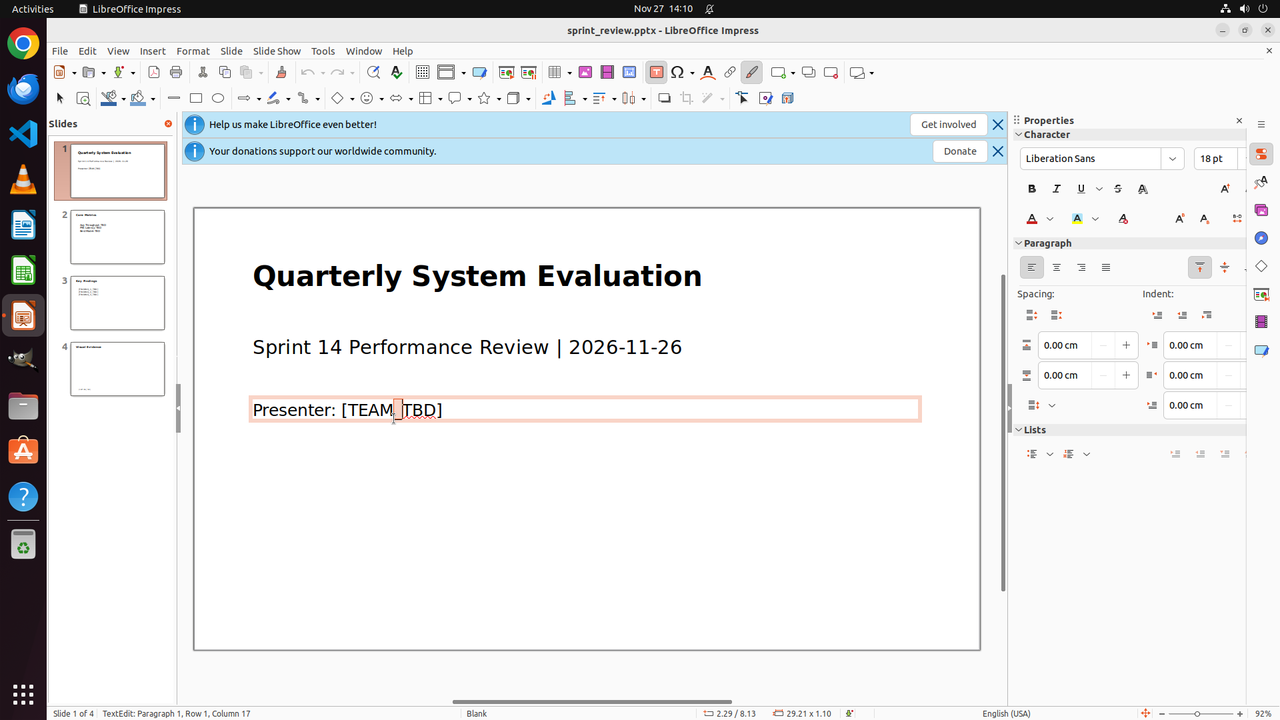 Activities
LibreOffice Impress
Nov 27 14:10
sprint_review.pptx - LibreOffice Impress
File Edit View Insert Format Slide Slide Show Tools Window Help
Slides
Help us make LibreOffice even better!
Get involved
Your donations support our worldwide community.
Donate
1
2
3
4
Quarterly System Evaluation
Sprint 14 Performance Review | 2026-11-26
Presenter: [TEAM_TBD]
Properties
Character
Liberation Sans
18 pt
Paragraph
Spacing:
Indent:
0.00 cm
0.00 cm
0.00 cm
0.00 cm
0.00 cm
Lists
Slide 1 of 4
TextEdit: Paragraph 1, Row 1, Column 17
Blank
2.29 / 8.13
29.21 x 1.10
English (USA)
92%